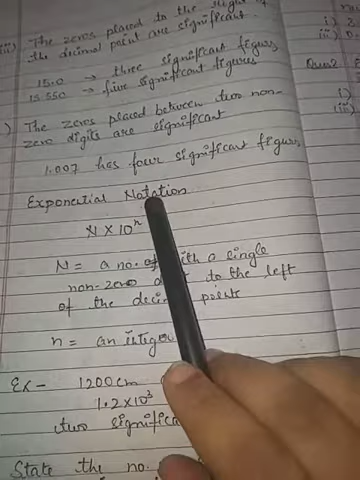 iii) The zeros placed to the right of
the decimal point are significant.
15.0 → three significant figures
15.550 → five significant figures
) The zeros placed between two non-
zero digits are significant
1.007 has four significant figures
Exponential Notation
N × 10ⁿ
N = a no. of with a single
non-zero to the left
of the point
n = an integ
Ex - 1200cm
1.2 × 10³
two
State the no.
i)
ii)
i)